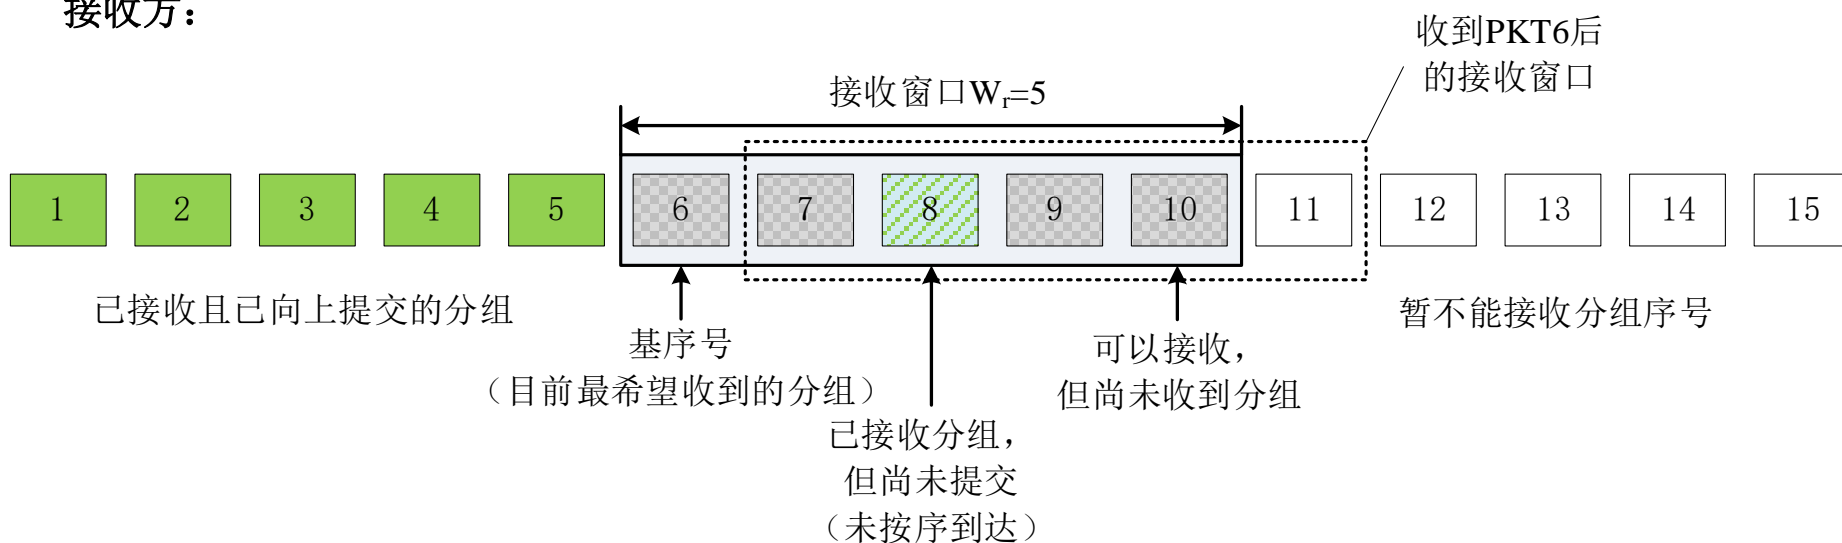 接收方：
收到PKT6后
的接收窗口
接收窗口Wr=5
1 2 3 4 5 6 7 8 9 10 11 12 13 14 15
已接收且已向上提交的分组
暂不能接收分组序号
基序号
（目前最希望收到的分组）
可以接收，
但尚未收到分组
已接收分组，
但尚未提交
（未按序到达）